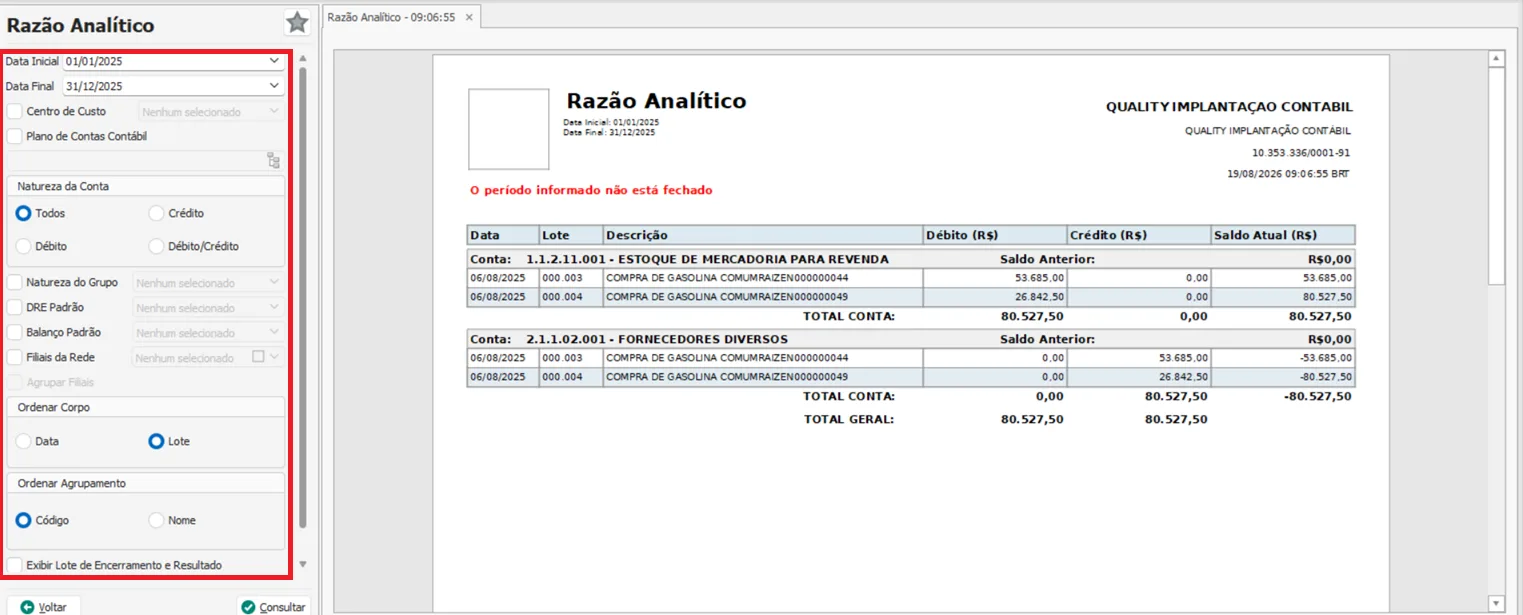 Razão Analítico
Data Inicial 01/01/2025
Data Final 31/12/2025
Centro de Custo Nenhum selecionado
Plano de Contas Contábil
Natureza da Conta
Todos Crédito
Débito Débito/Crédito
Natureza do Grupo Nenhum selecionado
DRE Padrão Nenhum selecionado
Balanço Padrão Nenhum selecionado
Filiais da Rede Nenhum selecionado
Agrupar Filiais
Ordenar Corpo
Data Lote
Ordenar Agrupamento
Código Nome
Exibir Lote de Encerramento e Resultado
Voltar Consultar
Razão Analítico - 09:06:55 ×
Razão Analítico
Data Inicial: 01/01/2025
Data Final: 31/12/2025
QUALITY IMPLANTAÇAO CONTABIL
QUALITY IMPLANTAÇÃO CONTÁBIL
10.353.336/0001-91
19/08/2026 09:06:55 BRT
O período informado não está fechado
Data Lote Descrição Débito (R$) Crédito (R$) Saldo Atual (R$)
Conta: 1.1.2.11.001 - ESTOQUE DE MERCADORIA PARA REVENDA Saldo Anterior: R$0,00
06/08/2025 000.003 COMPRA DE GASOLINA COMUMRAIZEN000000044 53.685,00 0,00 53.685,00
06/08/2025 000.004 COMPRA DE GASOLINA COMUMRAIZEN000000049 26.842,50 0,00 80.527,50
TOTAL CONTA: 80.527,50 0,00 80.527,50
Conta: 2.1.1.02.001 - FORNECEDORES DIVERSOS Saldo Anterior: R$0,00
06/08/2025 000.003 COMPRA DE GASOLINA COMUMRAIZEN000000044 0,00 53.685,00 -53.685,00
06/08/2025 000.004 COMPRA DE GASOLINA COMUMRAIZEN000000049 0,00 26.842,50 -80.527,50
TOTAL CONTA: 0,00 80.527,50 -80.527,50
TOTAL GERAL: 80.527,50 80.527,50